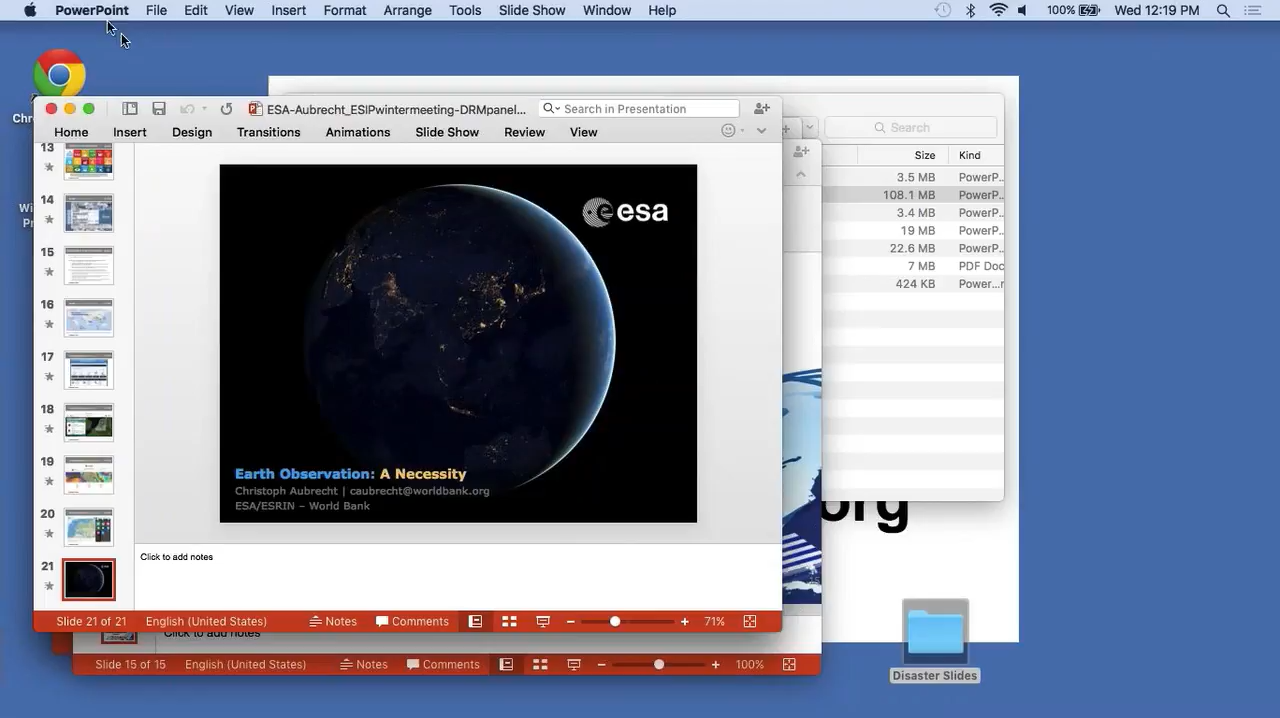 PowerPoint File Edit View Insert Format Arrange Tools Slide Show Window Help 100% Wed 12:19 PM
ESA-Aubrecht_ESIPwintermeeting-DRMpanel... Search in Presentation
Home Insert Design Transitions Animations Slide Show Review View
Search
Size Kind
3.5 MB PowerP...
108.1 MB PowerP...
3.4 MB PowerP...
19 MB PowerP...
22.6 MB PowerP...
7 MB PDF Doc
424 KB Power...r
13
14
15
16
17
18
19
20
21
esa
Earth Observation: A Necessity
Christoph Aubrecht | caubrecht@worldbank.org
ESA/ESRIN – World Bank
Click to add notes
Slide 21 of 21 English (United States) Notes Comments 71%
Click to add notes
Slide 15 of 15 English (United States) Notes Comments 100%
org
Disaster Slides